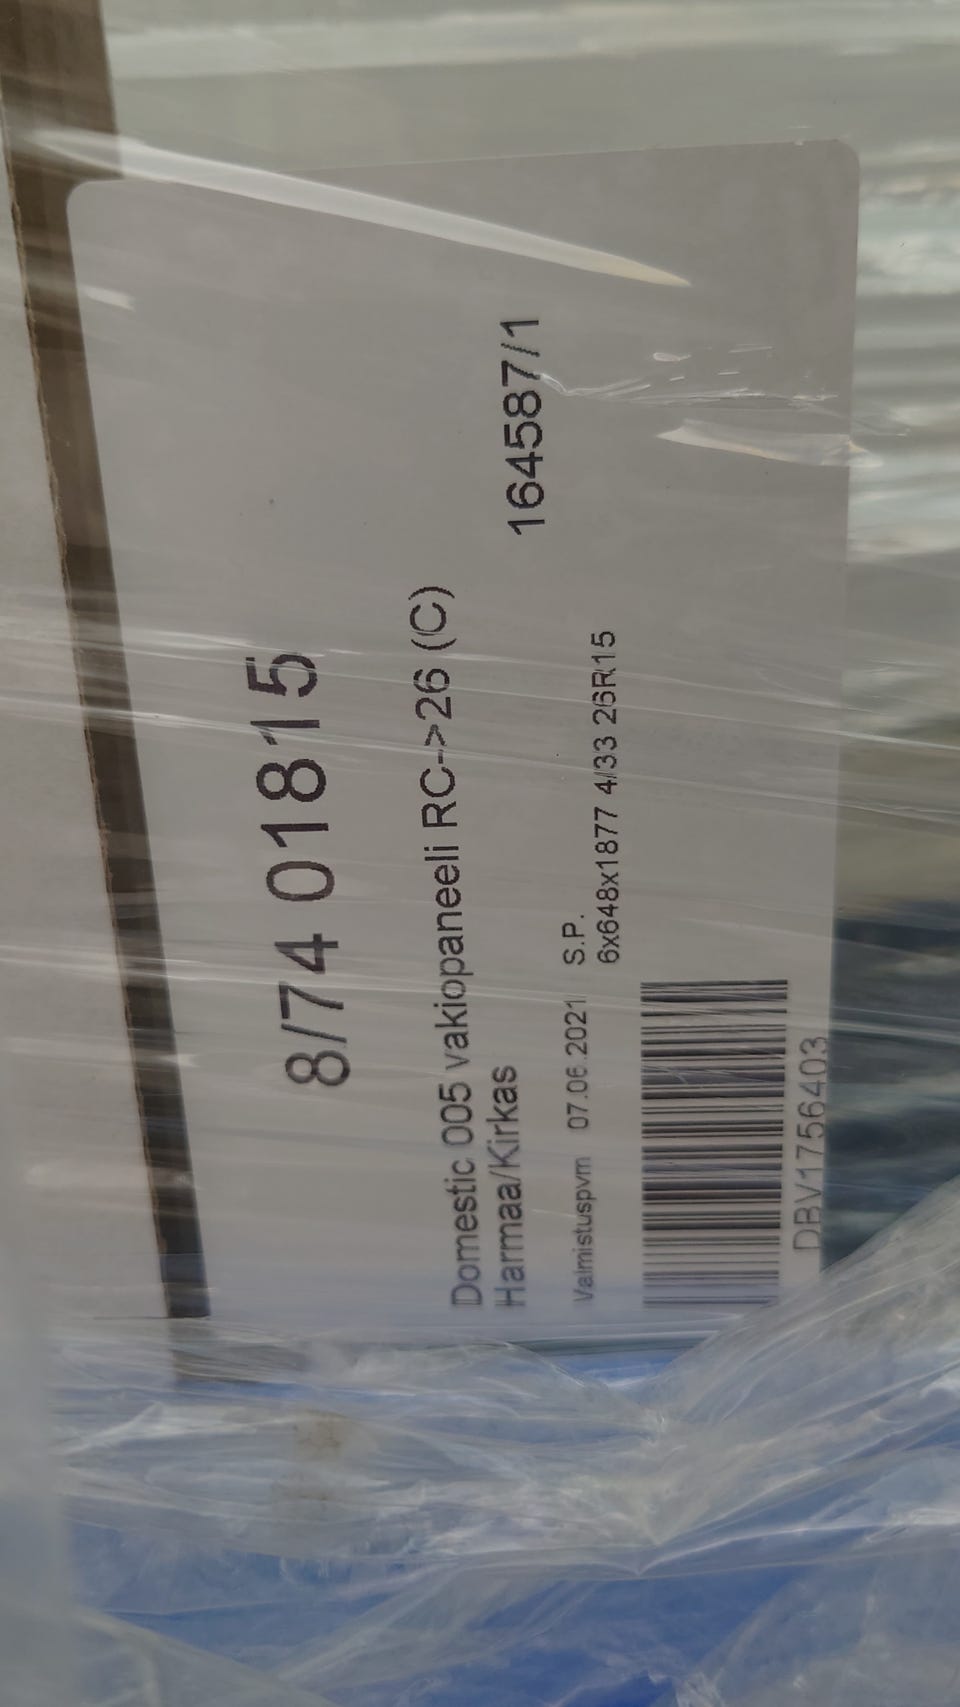 8/74 01815
Domestic 005 vakiopaneeli RC->26 (C)
Harmaa/Kirkas
164587/1
Valmistuspvm 07.06.2021 S.P.
6x648x1877 4/33 26R15
DBV1756403